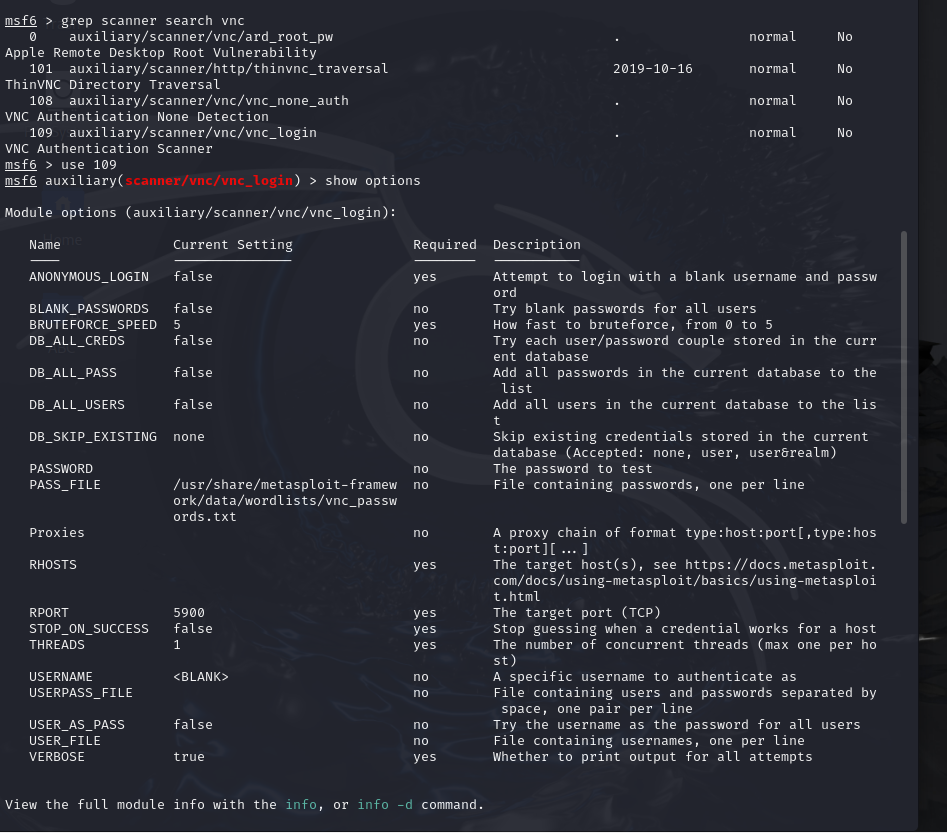 msf6 > grep scanner search vnc
0 auxiliary/scanner/vnc/ard_root_pw . normal No
Apple Remote Desktop Root Vulnerability
101 auxiliary/scanner/http/thinvnc_traversal 2019-10-16 normal No
ThinVNC Directory Traversal
108 auxiliary/scanner/vnc/vnc_none_auth . normal No
VNC Authentication None Detection
109 auxiliary/scanner/vnc/vnc_login . normal No
VNC Authentication Scanner
msf6 > use 109
msf6 auxiliary(scanner/vnc/vnc_login) > show options
Module options (auxiliary/scanner/vnc/vnc_login):
Name Current Setting Required Description
ANONYMOUS_LOGIN false yes Attempt to login with a blank username and passw
ord
BLANK_PASSWORDS false no Try blank passwords for all users
BRUTEFORCE_SPEED 5 yes How fast to bruteforce, from 0 to 5
DB_ALL_CREDS false no Try each user/password couple stored in the curr
ent database
DB_ALL_PASS false no Add all passwords in the current database to the
list
DB_ALL_USERS false no Add all users in the current database to the lis
t
DB_SKIP_EXISTING none no Skip existing credentials stored in the current
database (Accepted: none, user, user&realm)
PASSWORD no The password to test
PASS_FILE /usr/share/metasploit-framew no File containing passwords, one per line
ork/data/wordlists/vnc_passw
ords.txt
Proxies no A proxy chain of format type:host:port[,type:hos
t:port][...]
RHOSTS yes The target host(s), see https://docs.metasploit.
com/docs/using-metasploit/basics/using-metasploi
t.html
RPORT 5900 yes The target port (TCP)
STOP_ON_SUCCESS false yes Stop guessing when a credential works for a host
THREADS 1 yes The number of concurrent threads (max one per ho
st)
USERNAME <BLANK> no A specific username to authenticate as
USERPASS_FILE no File containing users and passwords separated by
space, one pair per line
USER_AS_PASS false no Try the username as the password for all users
USER_FILE no File containing usernames, one per line
VERBOSE true yes Whether to print output for all attempts
View the full module info with the info, or info -d command.